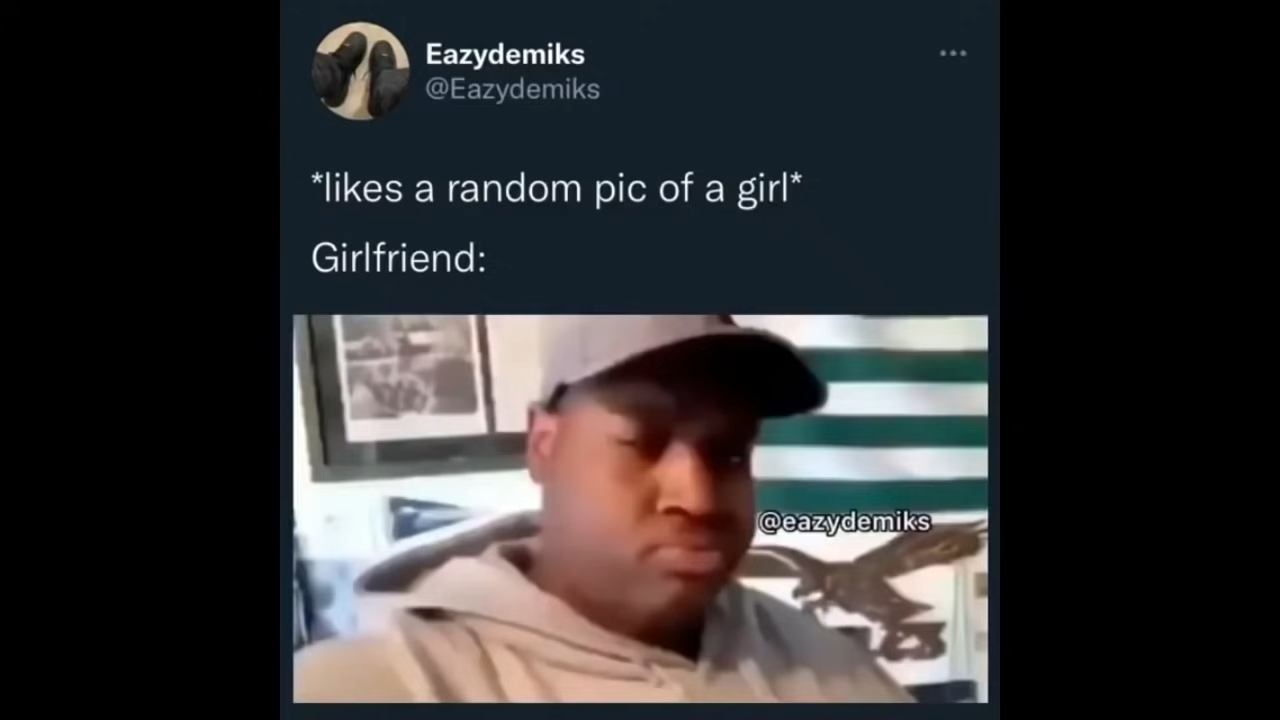 Eazydemiks
@Eazydemiks
*likes a random pic of a girl*
Girlfriend:
@eazydemiks